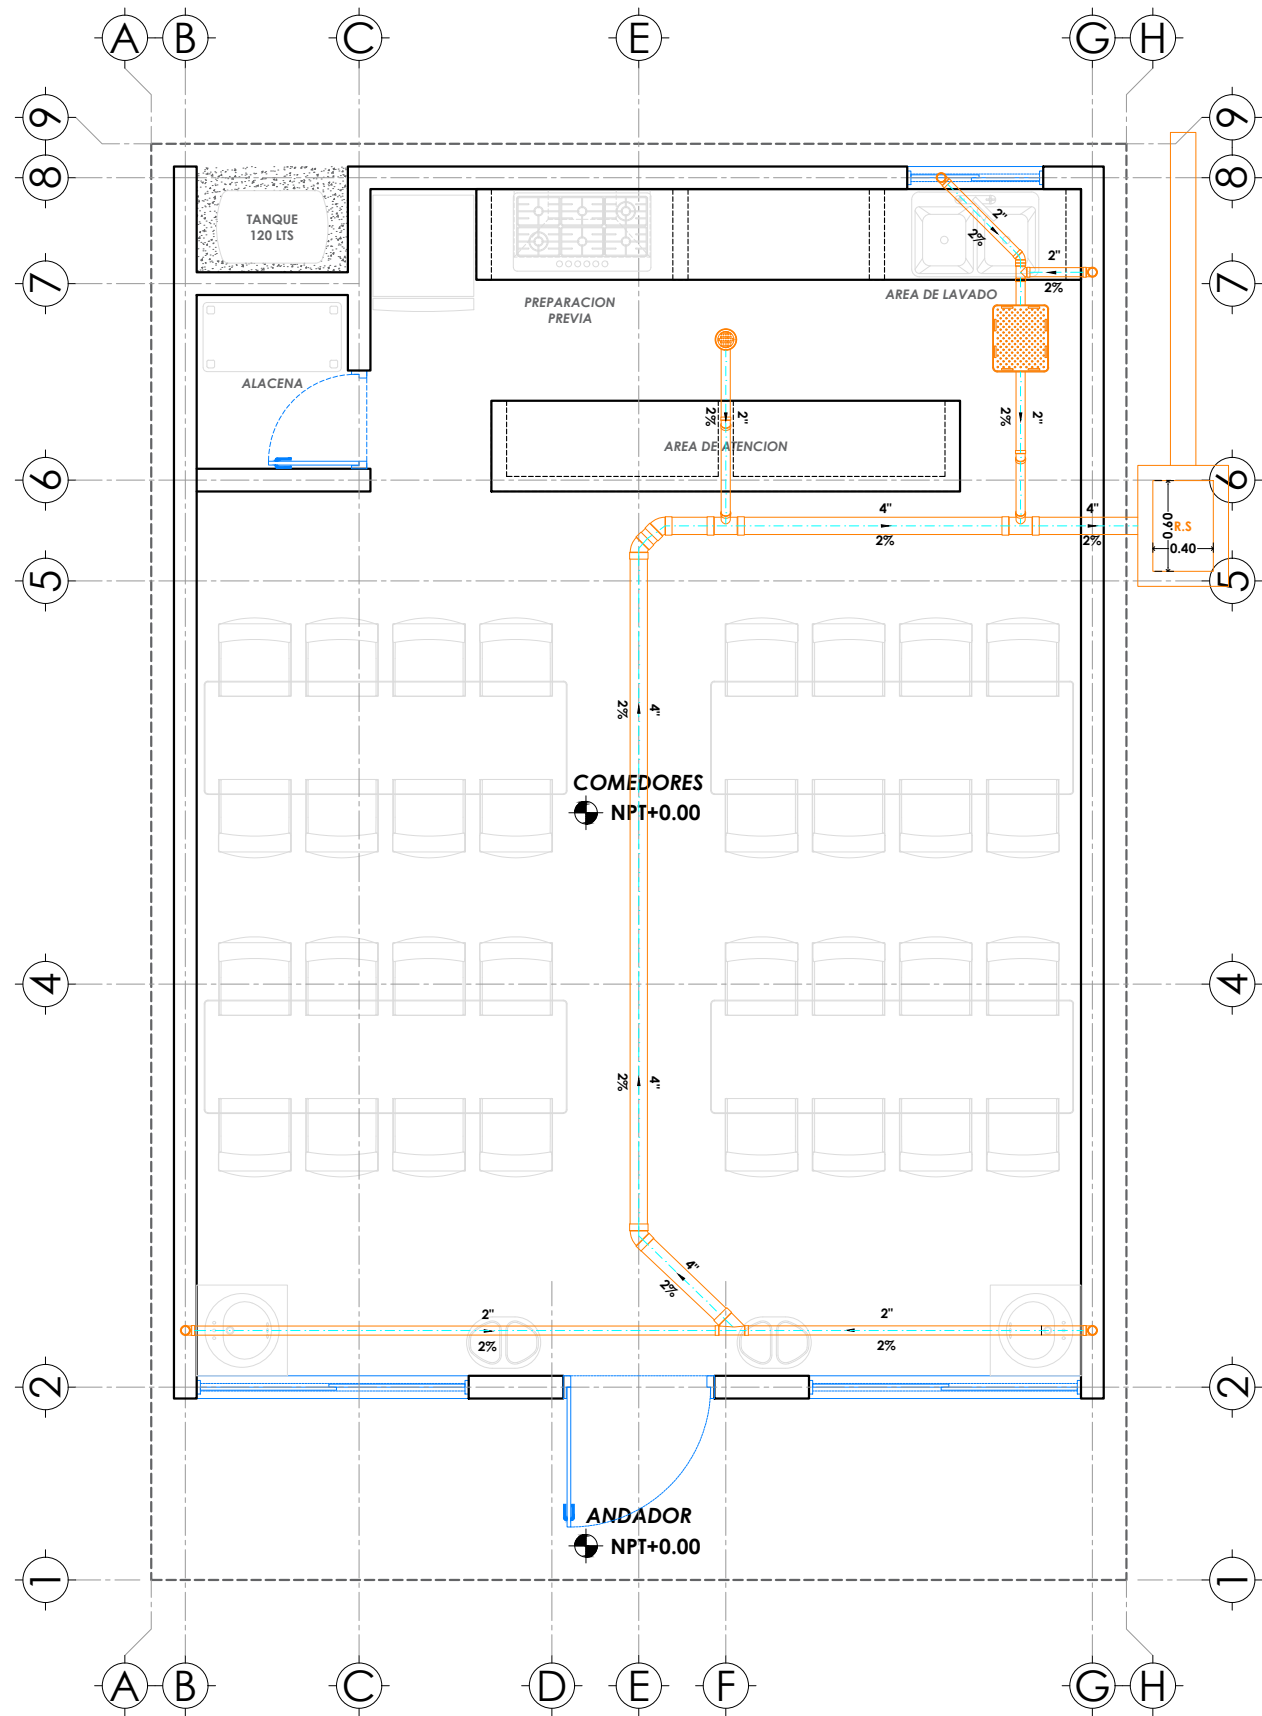 A B C E G H
9 9
8 8
TANQUE
120 LTS
2"
2%
2"
2%
7 7
AREA DE LAVADO
PREPARACION
PREVIA
ALACENA
2% 2"
2% 2"
AREA DE ATENCION
6 6
4" 4"
2% 2%
0.60
R.S
0.40
5 5
2% 4"
COMEDORES
NPT+0.00
4 4
2% 4"
4"
2%
2" 2"
2% 2%
2 2
ANDADOR
NPT+0.00
1 1
A B C D E F G H